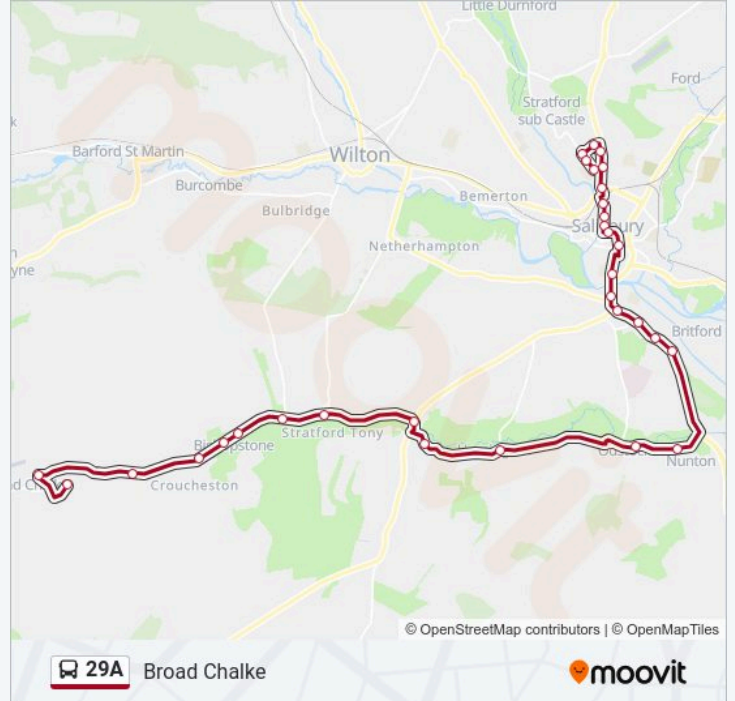 Little Durnford
Ford
Stratford
sub Castle
Barford St Martin
Wilton
Burcombe
Bemerton
Bulbridge
Netherhampton
Britford
Stratford Tony
Nunton
Croucheston
© OpenStreetMap contributors | © OpenMapTiles
29A Broad Chalke
moovit